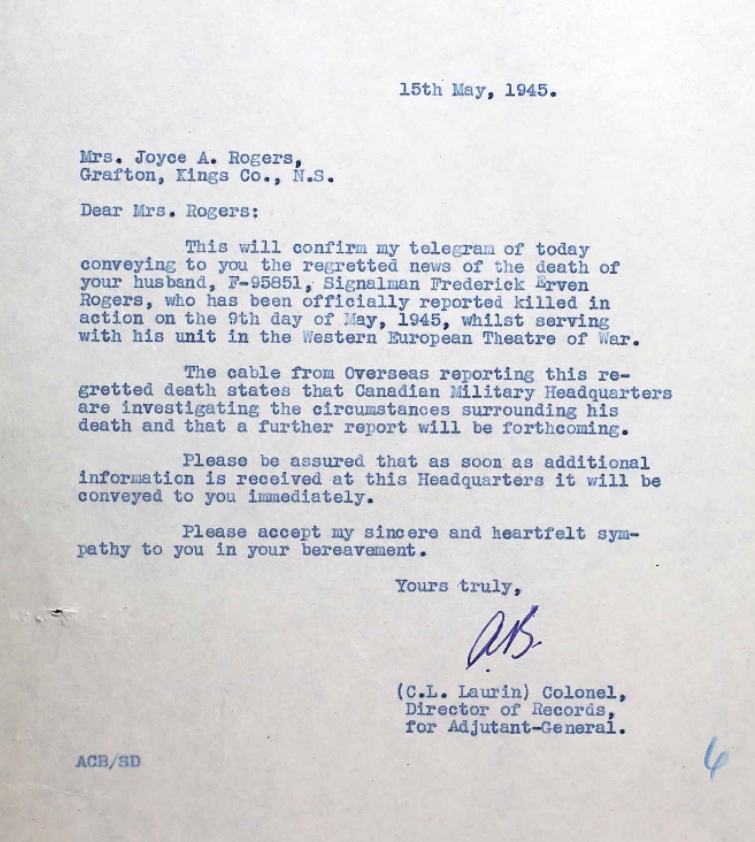 15th May, 1945.
Mrs. Joyce A. Rogers,
Grafton, Kings Co., N.S.
Dear Mrs. Rogers:
This will confirm my telegram of today
conveying to you the regretted news of the death of
your husband, F-95851, Signalman Frederick Erven
Rogers, who has been officially reported killed in
action on the 9th day of May, 1945, whilst serving
with his unit in the Western European Theatre of War.
The cable from Overseas reporting this re-
gretted death states that Canadian Military Headquarters
are investigating the circumstances surrounding his
death and that a further report will be forthcoming.
Please be assured that as soon as additional
information is received at this Headquarters it will be
conveyed to you immediately.
Please accept my sincere and heartfelt sym-
pathy to you in your bereavement.
Yours truly,
AB.
(C.L. Laurin) Colonel,
Director of Records,
for Adjutant-General.
ACB/SD
6